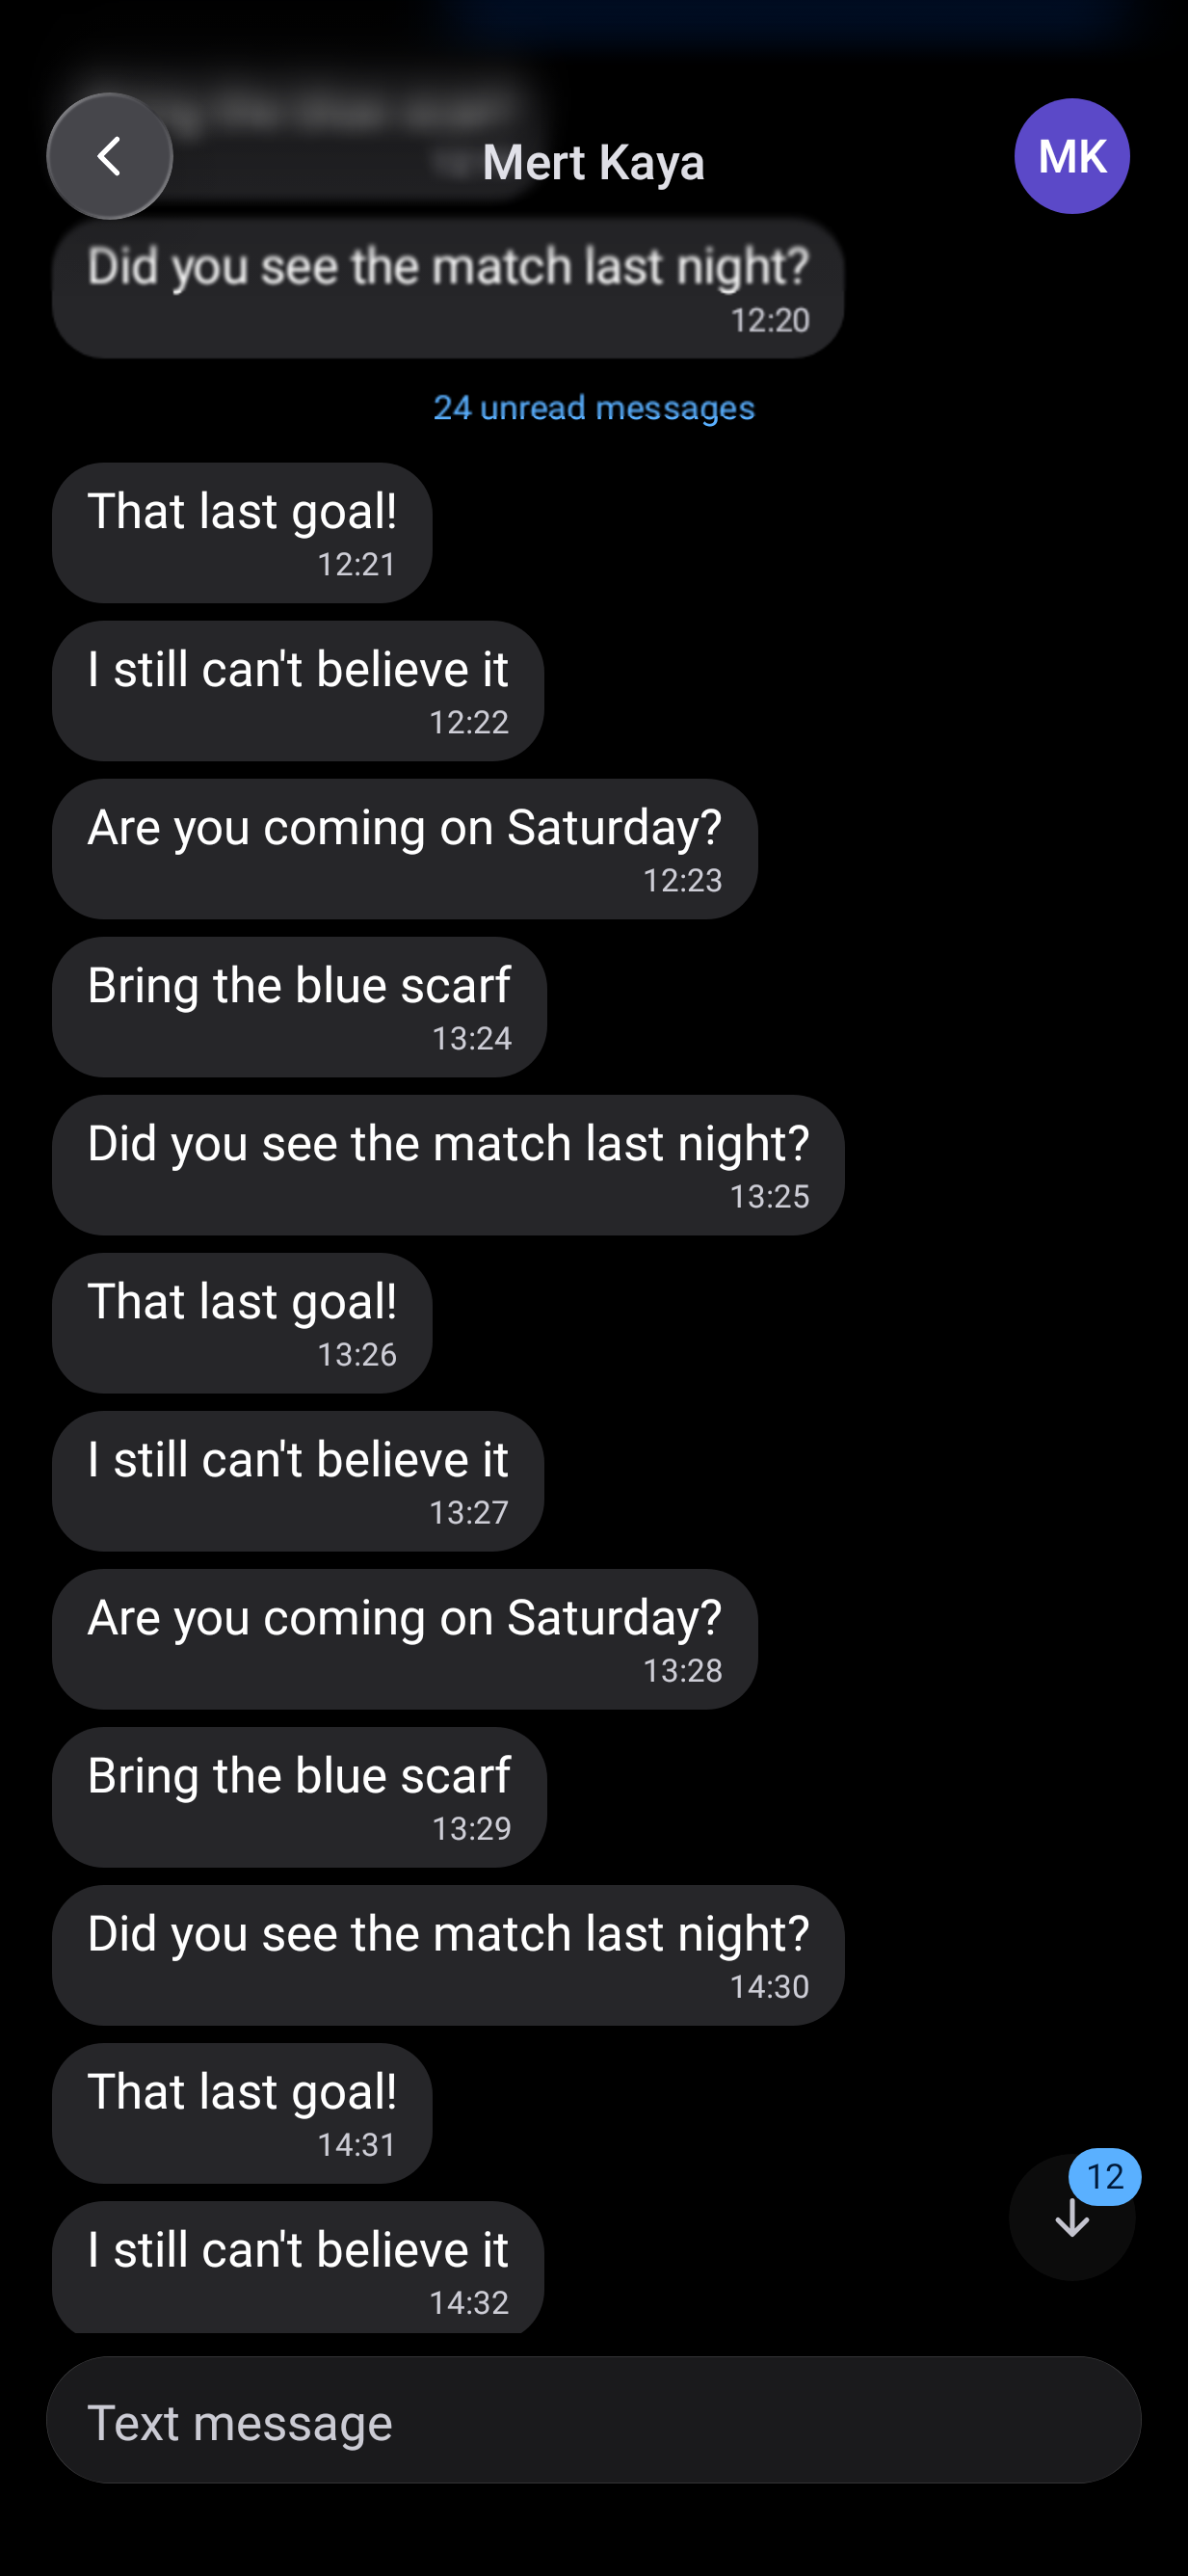 Mert Kaya
MK
Did you see the match last night?
12:20
24 unread messages
That last goal!
12:21
I still can't believe it
12:22
Are you coming on Saturday?
12:23
Bring the blue scarf
13:24
Did you see the match last night?
13:25
That last goal!
13:26
I still can't believe it
13:27
Are you coming on Saturday?
13:28
Bring the blue scarf
13:29
Did you see the match last night?
14:30
That last goal!
14:31
12
I still can't believe it
14:32
Text message